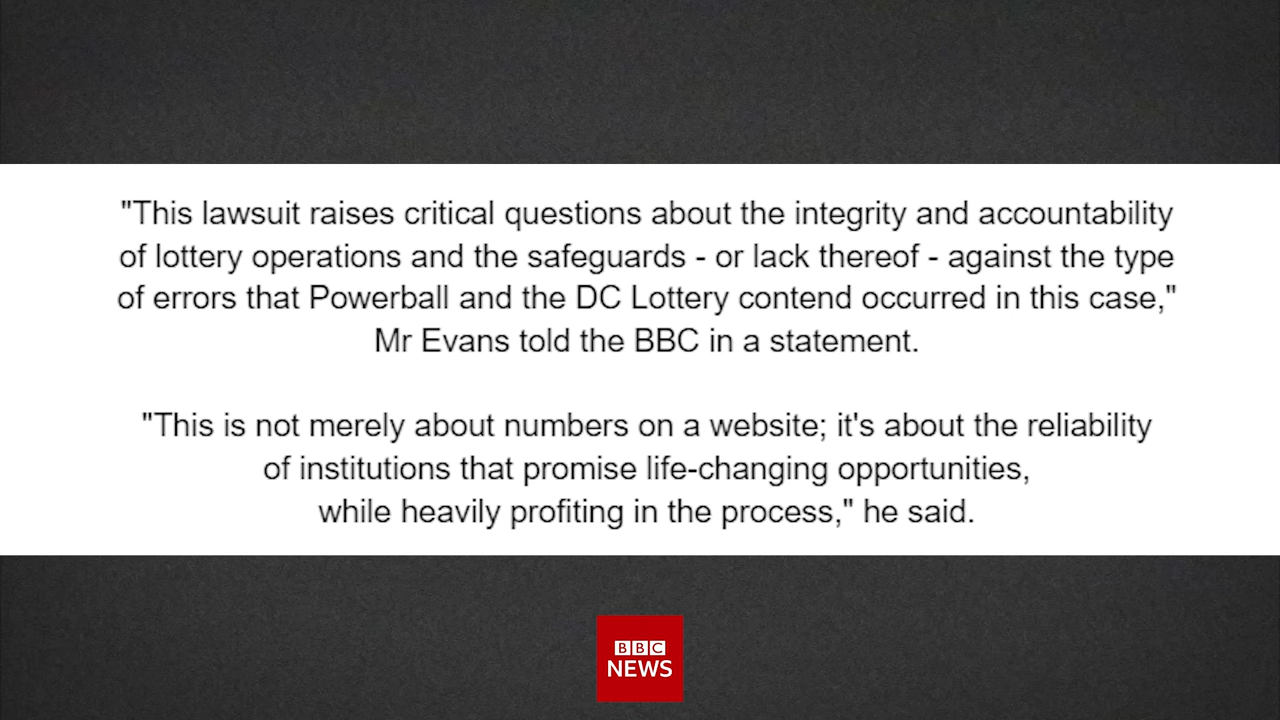 "This lawsuit raises critical questions about the integrity and accountability
of lottery operations and the safeguards - or lack thereof - against the type
of errors that Powerball and the DC Lottery contend occurred in this case,"
Mr Evans told the BBC in a statement.
"This is not merely about numbers on a website; it's about the reliability
of institutions that promise life-changing opportunities,
while heavily profiting in the process," he said.
BBC
NEWS